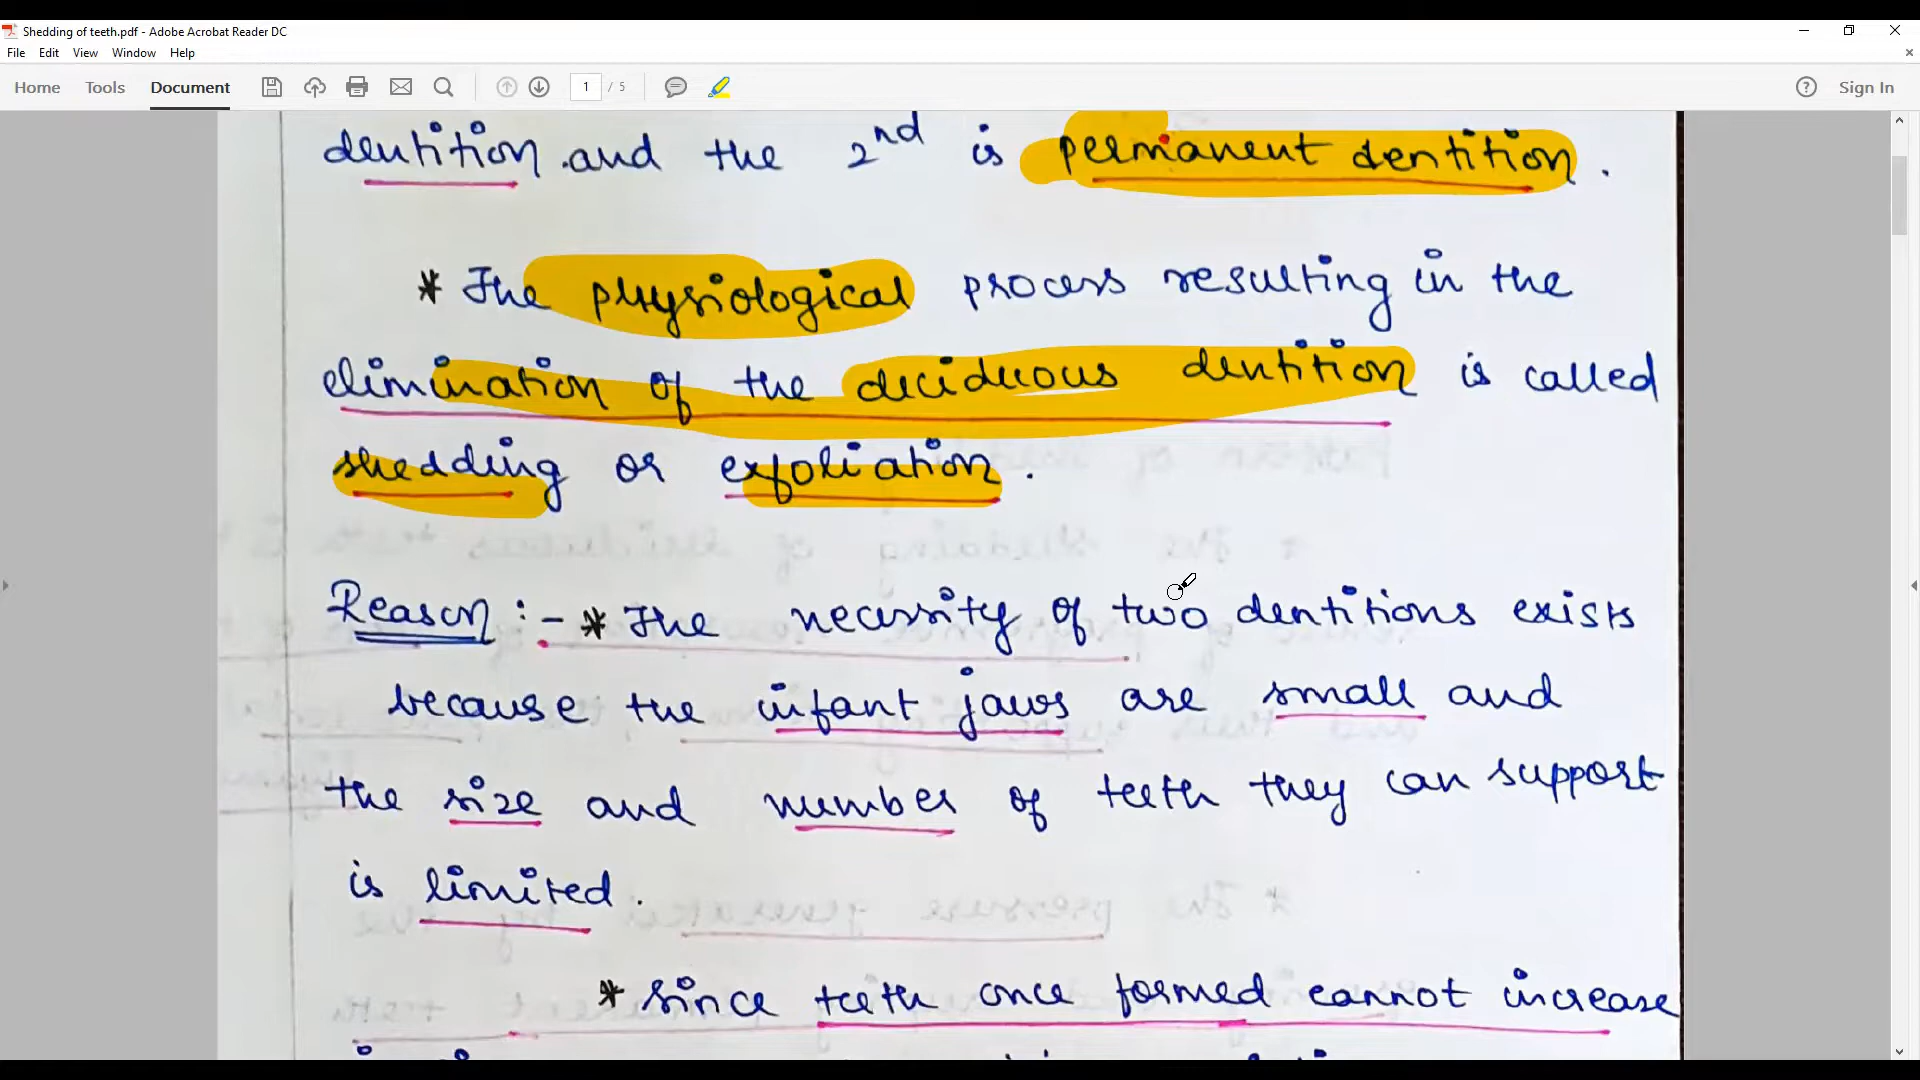 Shedding of teeth.pdf - Adobe Acrobat Reader DC
File Edit View Window Help
Home Tools Document 1 / 5 Sign In
dentition and the 2nd is permanent dentition.
* The physiological process resulting in the
elimination of the deciduous dentition is called
shedding or exfoliation.
Reason :- * The necessity of two dentitions exists
because the infant jaws are small and
the size and number of teeth they can support
is limited.
* since teeth once formed cannot increase